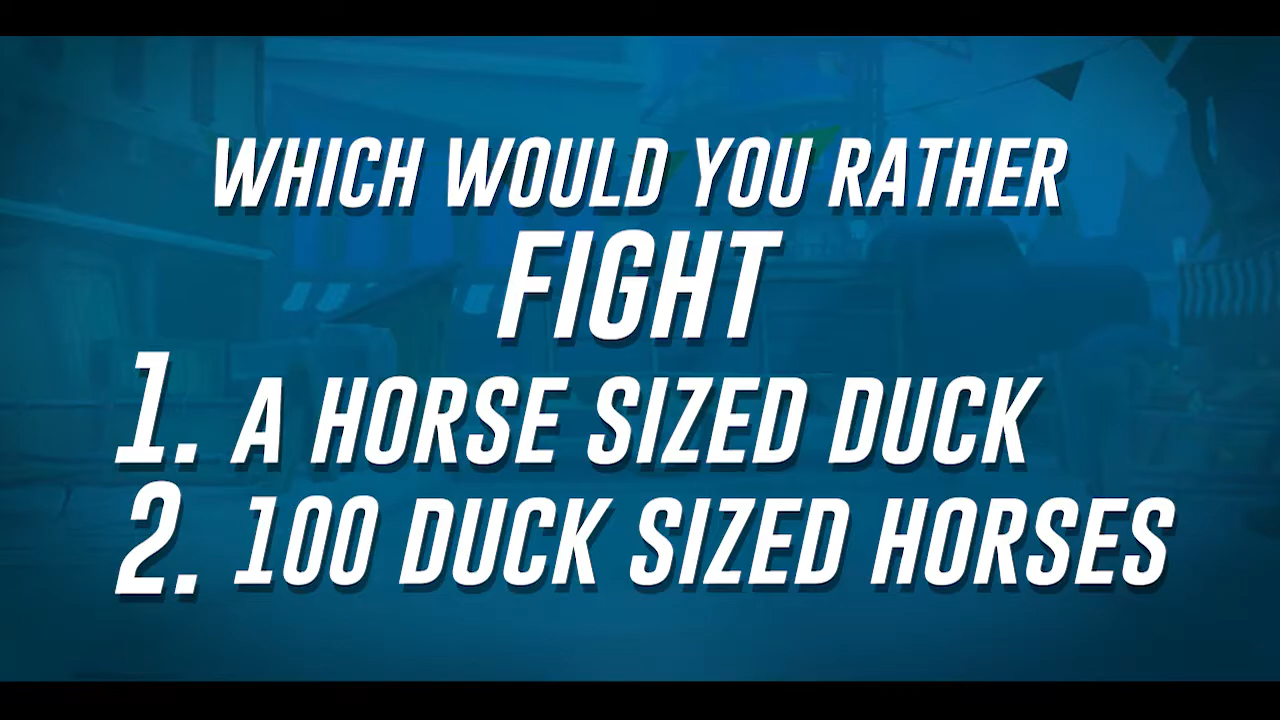 WHICH WOULD YOU RATHER
FIGHT
1. A HORSE SIZED DUCK
2. 100 DUCK SIZED HORSES